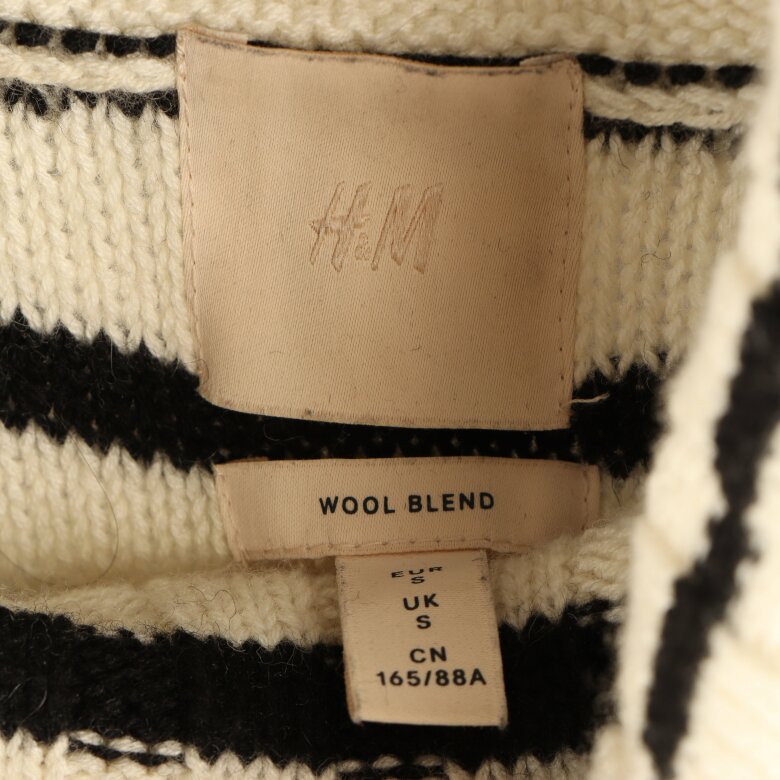 H&M
WOOL BLEND
EUR
S
UK
S
CN
165/88A